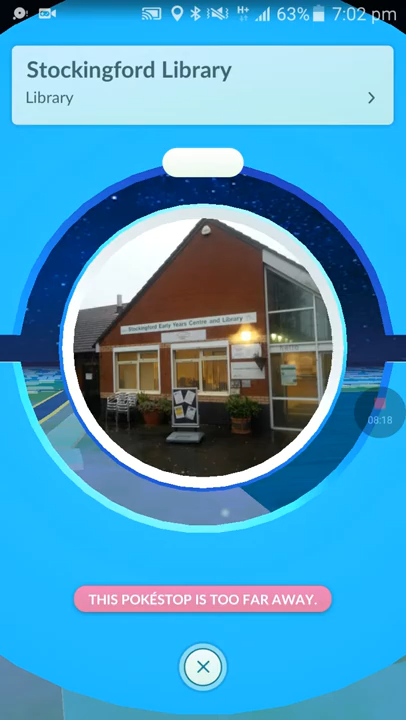 H+ 63% 7:02 pm
Stockingford Library
Library
Stockingford Early Years Centre and Library
08:18
THIS POKÉSTOP IS TOO FAR AWAY.